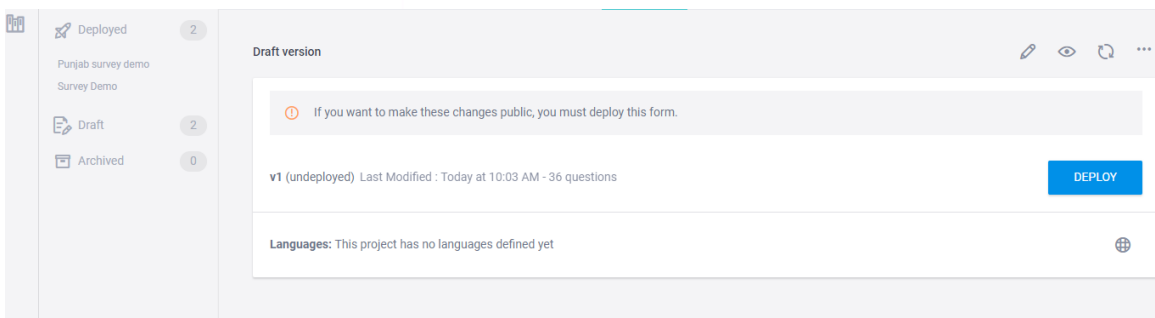 Deployed 2
Punjab survey demo
Survey Demo
Draft 2
Archived 0
Draft version
If you want to make these changes public, you must deploy this form.
v1 (undeployed) Last Modified : Today at 10:03 AM - 36 questions
DEPLOY
Languages: This project has no languages defined yet